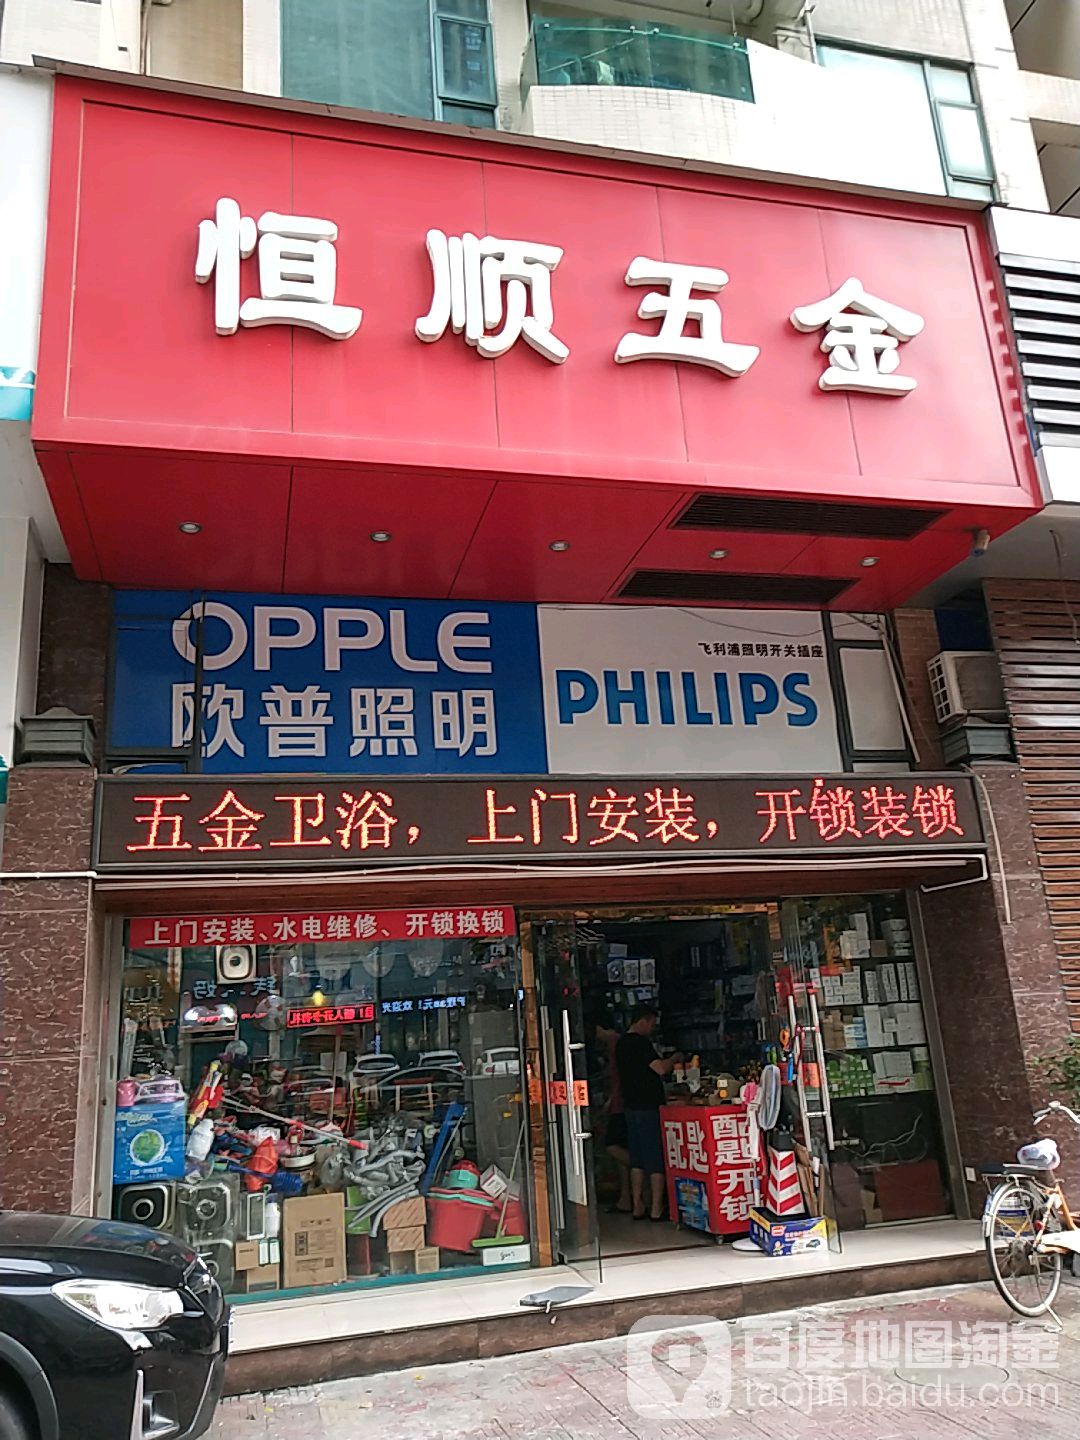 恒顺五金
OPPLE
欧普照明
飞利浦照明开关插座
PHILIPS
五金卫浴，上门安装，开锁装锁
上门安装、水电维修、开锁换锁
配匙
配匙开锁
百度地图淘金
taojin.baidu.com